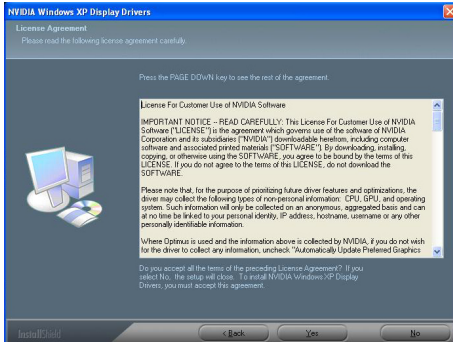 NVIDIA Windows XP Display Drivers
License Agreement
Please read the following license agreement carefully.
Press the PAGE DOWN key to see the rest of the agreement.
License For Customer Use of NVIDIA Software
IMPORTANT NOTICE -- READ CAREFULLY: This License For Customer Use of NVIDIA
Software ("LICENSE") is the agreement which governs use of the software of NVIDIA
Corporation and its subsidiaries ("NVIDIA") downloadable herefrom, including computer
software and associated printed materials ("SOFTWARE"). By downloading, installing,
copying, or otherwise using the SOFTWARE, you agree to be bound by the terms of this
LICENSE. If you do not agree to the terms of this LICENSE, do not download the
SOFTWARE.
Please note that, for the purpose of prioritizing future driver features and optimizations, the
driver may collect the following types of non-personal information: CPU, GPU, and operating
system. Such information will only be collected on an anonymous, aggregated basis and can
at no time be linked to your personal identity, IP address, hostname, username or any other
personally identifiable information.
Where Optimus is used and the information above is collected by NVIDIA, if you do not wish
for the driver to collect any information, uncheck "Automatically Update Preferred Graphics
Do you accept all the terms of the preceding License Agreement? If you
select No, the setup will close. To install NVIDIA Windows XP Display
Drivers, you must accept this agreement.
InstallShield
< Back
Yes
No